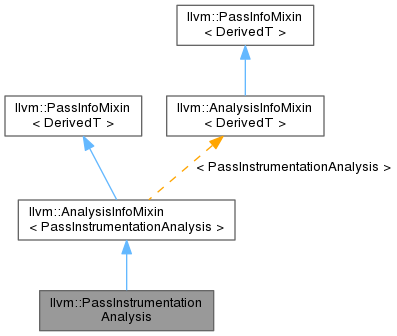 llvm::PassInfoMixin
< DerivedT >
llvm::PassInfoMixin
< DerivedT >
llvm::AnalysisInfoMixin
< DerivedT >
< PassInstrumentationAnalysis >
llvm::AnalysisInfoMixin
< PassInstrumentationAnalysis >
llvm::PassInstrumentation
Analysis